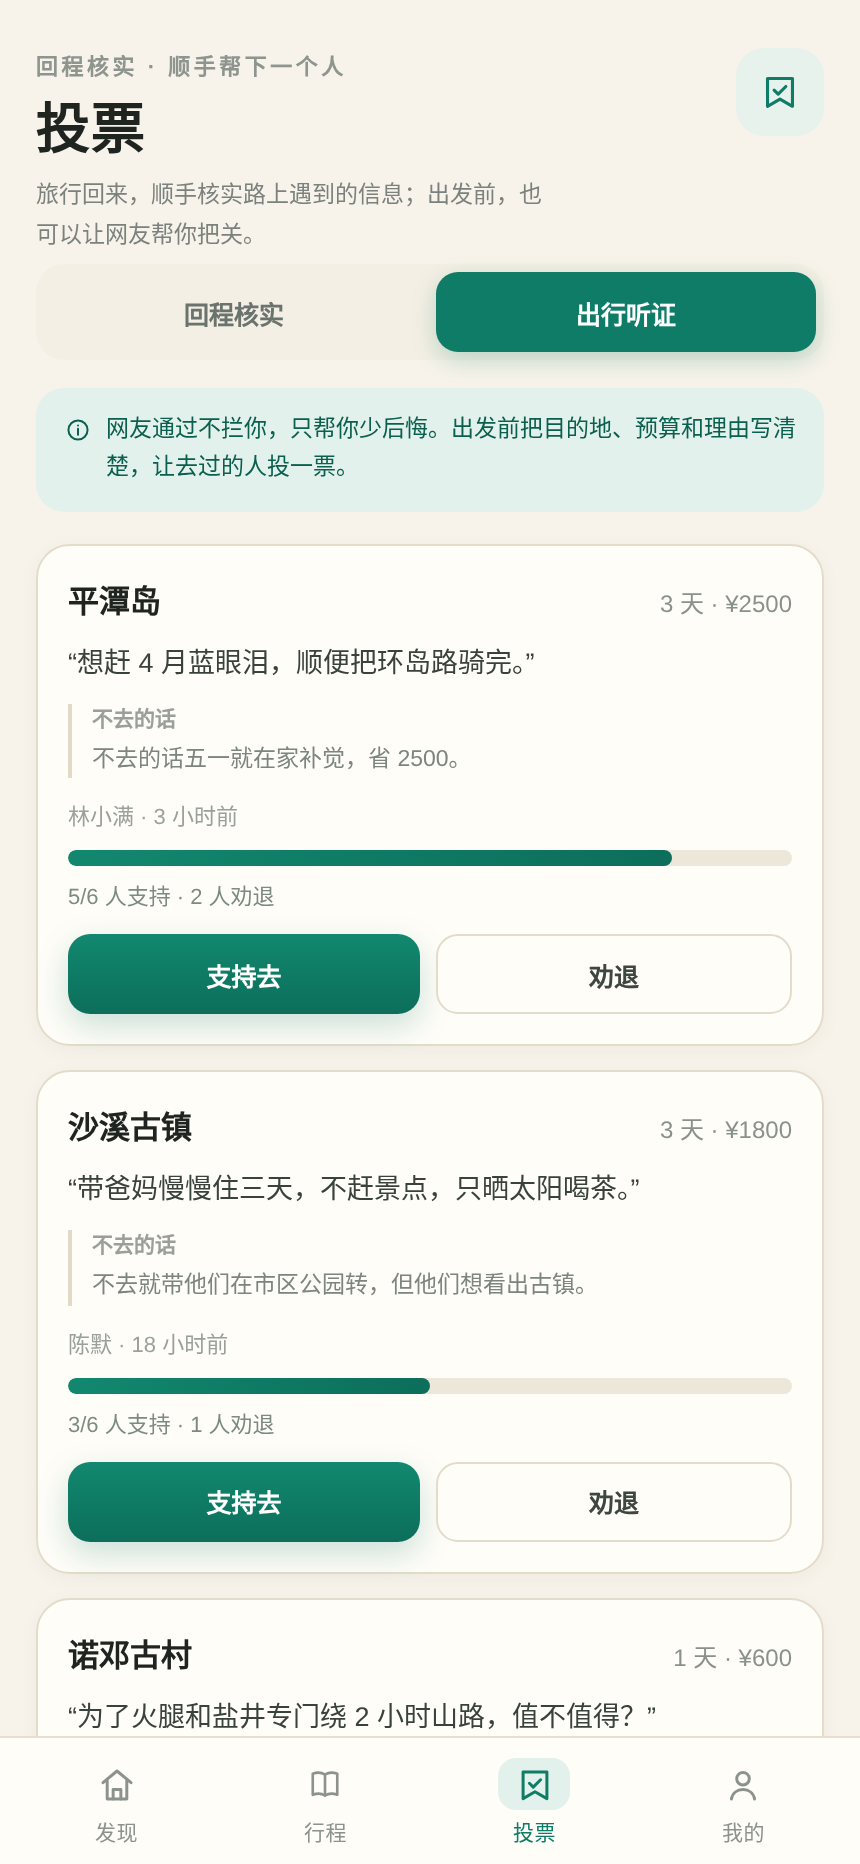 回程核实 · 顺手帮下一个人
投票
旅行回来，顺手核实路上遇到的信息；出发前，也
可以让网友帮你把关。
回程核实
出行听证
网友通过不拦你，只帮你少后悔。出发前把目的地、预算和理由写清
楚，让去过的人投一票。
平潭岛
3 天 · ¥2500
“想赶 4 月蓝眼泪，顺便把环岛路骑完。”
不去的话
不去的话五一就在家补觉，省 2500。
林小满 · 3 小时前
5/6 人支持 · 2 人劝退
支持去
劝退
沙溪古镇
3 天 · ¥1800
“带爸妈慢慢住三天，不赶景点，只晒太阳喝茶。”
不去的话
不去就带他们在市区公园转，但他们想看出古镇。
陈默 · 18 小时前
3/6 人支持 · 1 人劝退
支持去
劝退
诺邓古村
1 天 · ¥600
“为了火腿和盐井专门绕 2 小时山路，值不值得？”
发现
行程
投票
我的